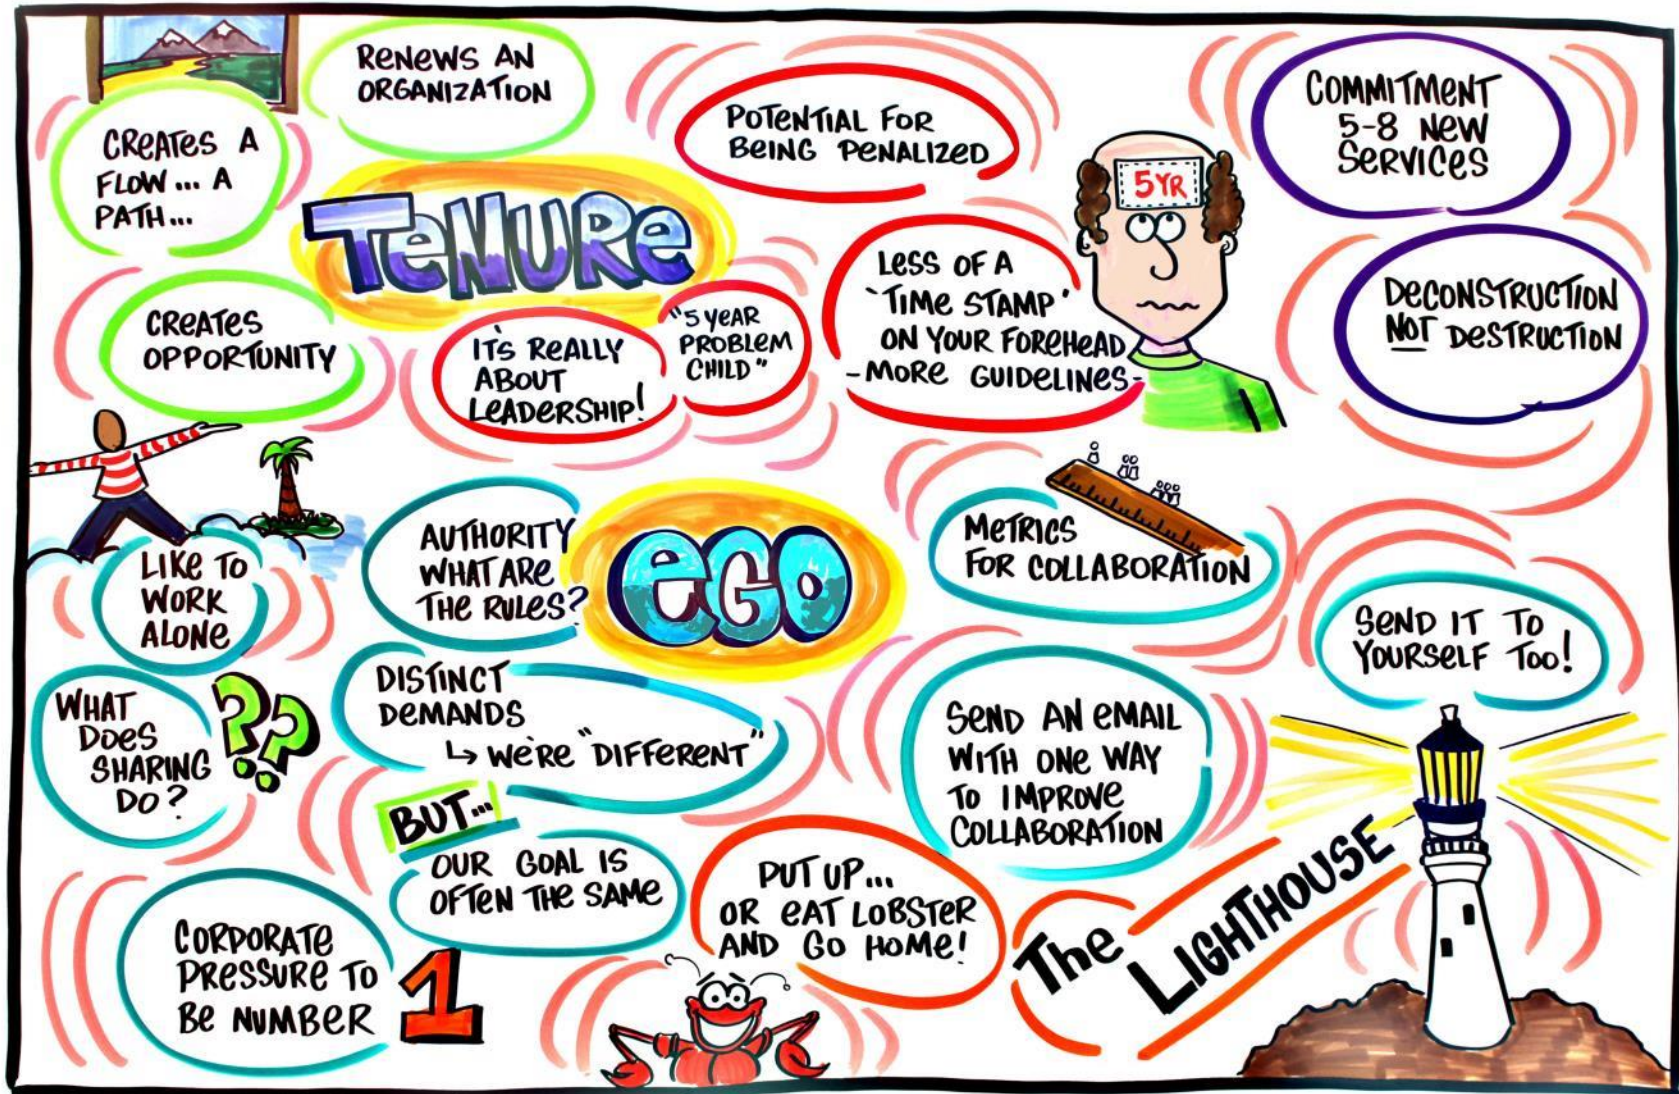 RENEWS AN
ORGANIZATION
CREATES A
FLOW... A
PATH...
TENURE
CREATES
OPPORTUNITY
IT'S REALLY
ABOUT
LEADERSHIP!
"5 YEAR
PROBLEM
CHILD"
POTENTIAL FOR
BEING PENALIZED
5YR
LESS OF A
'TIME STAMP'
ON YOUR FOREHEAD
-MORE GUIDELINES-
COMMITMENT
5-8 NEW
SERVICES
DECONSTRUCTION
NOT DESTRUCTION
LIKE TO
WORK
ALONE
AUTHORITY
WHAT ARE
THE RULES?
EGO
METRICS
FOR COLLABORATION
WHAT
DOES
SHARING
DO?
??
DISTINCT
DEMANDS
↳ WE'RE "DIFFERENT"
BUT...
OUR GOAL IS
OFTEN THE SAME
CORPORATE
PRESSURE TO
BE NUMBER
1
PUT UP...
OR EAT LOBSTER
AND GO HOME!
SEND AN EMAIL
WITH ONE WAY
TO IMPROVE
COLLABORATION
SEND IT TO
YOURSELF TOO!
THE
LIGHTHOUSE